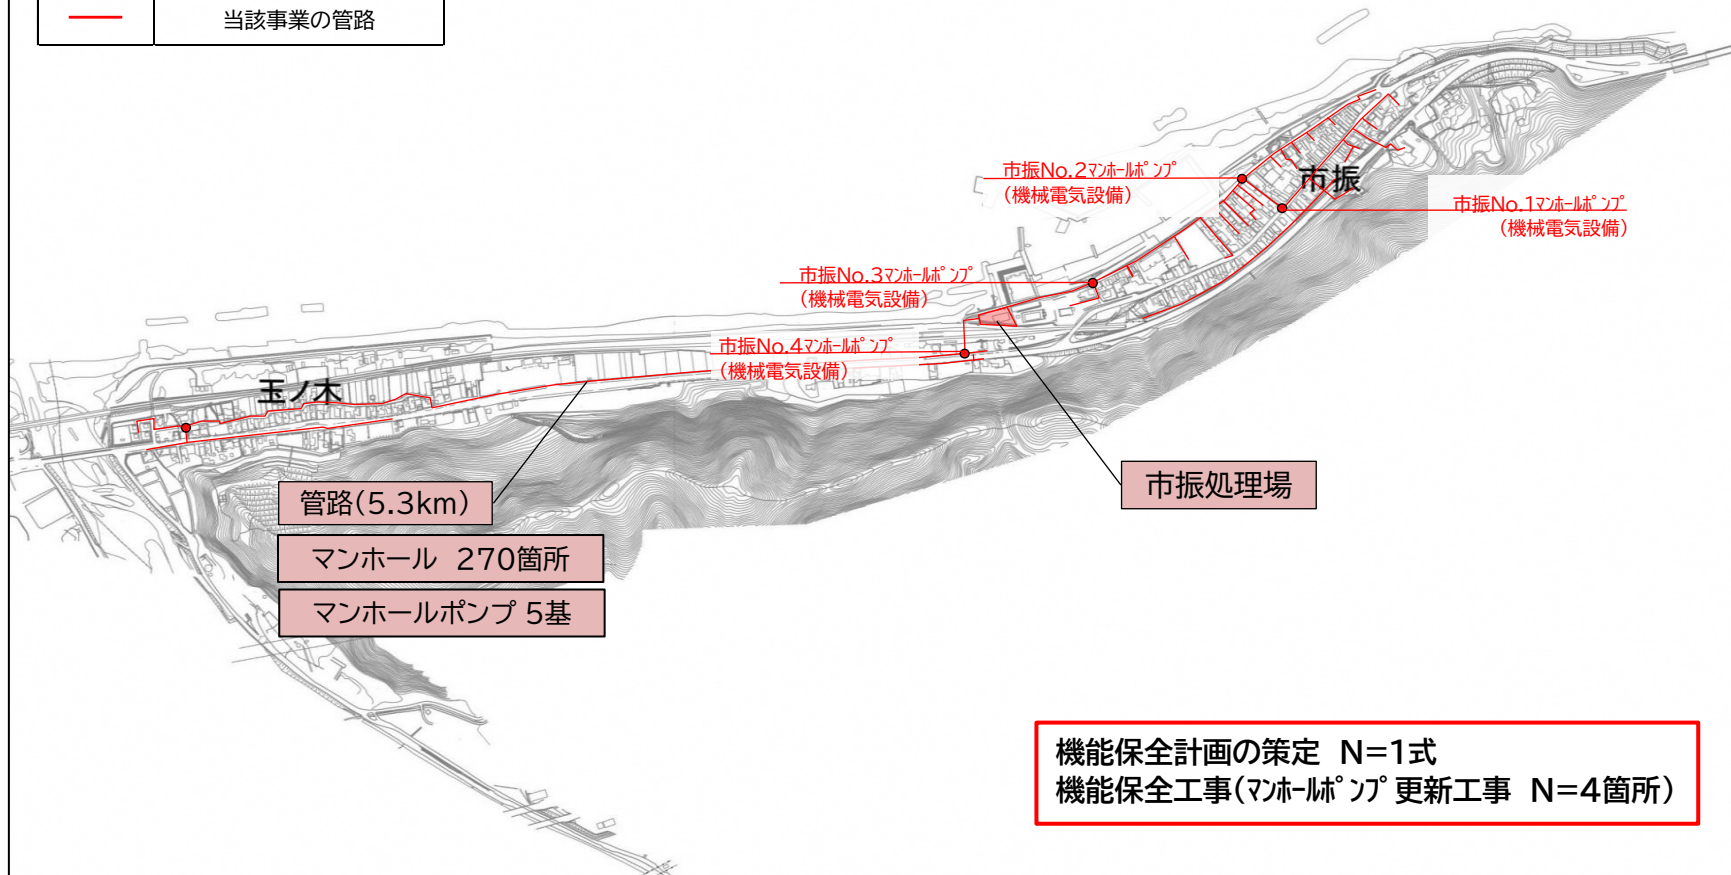 当該事業の管路
市振No.2ﾏﾝﾎｰﾙﾎﾟﾝﾌﾟ
(機械電気設備)
市振
市振No.1ﾏﾝﾎｰﾙﾎﾟﾝﾌﾟ
(機械電気設備)
市振No.3ﾏﾝﾎｰﾙﾎﾟﾝﾌﾟ
(機械電気設備)
市振No.4ﾏﾝﾎｰﾙﾎﾟﾝﾌﾟ
(機械電気設備)
玉ノ木
管路(5.3km)
市振処理場
マンホール 270箇所
マンホールポンプ 5基
機能保全計画の策定 N=1式
機能保全工事(ﾏﾝﾎｰﾙﾎﾟﾝﾌﾟ更新工事 N=4箇所)